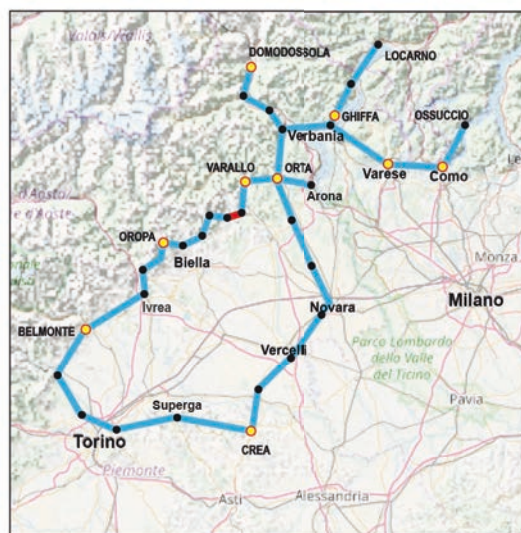 Valais/Wallis
DOMODOSSOLA
LOCARNO
GHIFFA
OSSUCCIO
Verbania
VARALLO
ORTA
Varese
Como
Le
Arona
d'Aosta
e d'Aoste
OROPA
Biella
Monza
Ivrea
Novara
Milano
BELMONTE
Vercelli
Parco Lombardo
della Valle
del Ticino
Superga
Pavia
Torino
CREA
Piemonte
Asti
Alessandria